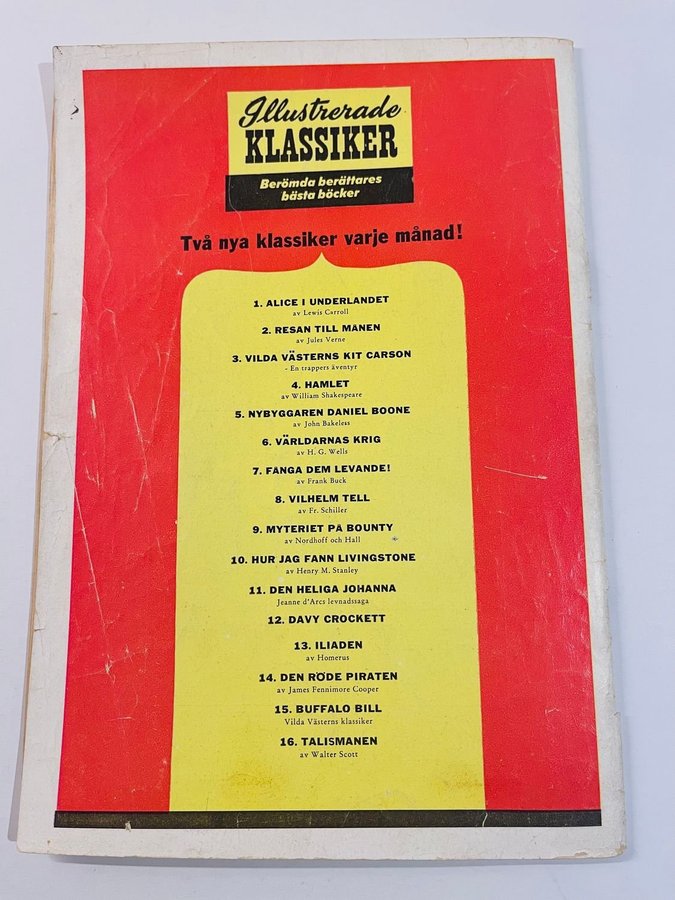 Illustrerade
KLASSIKER
Berömda berättares
bästa böcker
Två nya klassiker varje månad!
1. ALICE I UNDERLANDET
av Lewis Carroll
2. RESAN TILL MÅNEN
av Jules Verne
3. VILDA VÄSTERNS KIT CARSON
- En trappers äventyr
4. HAMLET
av William Shakespeare
5. NYBYGGAREN DANIEL BOONE
av John Bakeless
6. VÄRLDARNAS KRIG
av H. G. Wells
7. FÅNGA DEM LEVANDE!
av Frank Buck
8. VILHELM TELL
av Fr. Schiller
9. MYTERIET PÅ BOUNTY
av Nordhoff och Hall
10. HUR JAG FANN LIVINGSTONE
av Henry M. Stanley
11. DEN HELIGA JOHANNA
Jeanne d'Arcs levnadssaga
12. DAVY CROCKETT
13. ILIADEN
av Homerus
14. DEN RÖDE PIRATEN
av James Fennimore Cooper
15. BUFFALO BILL
Vilda Västerns klassiker
16. TALISMANEN
av Walter Scott